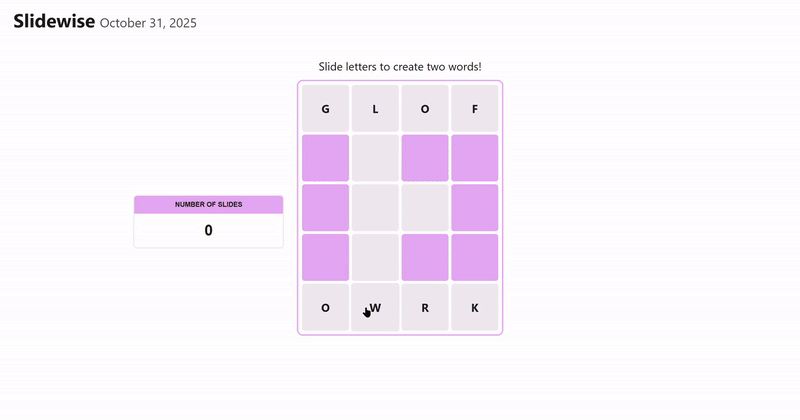 Slidewise October 31, 2025
Slide letters to create two words!
G L O F
NUMBER OF SLIDES
0
O W R K